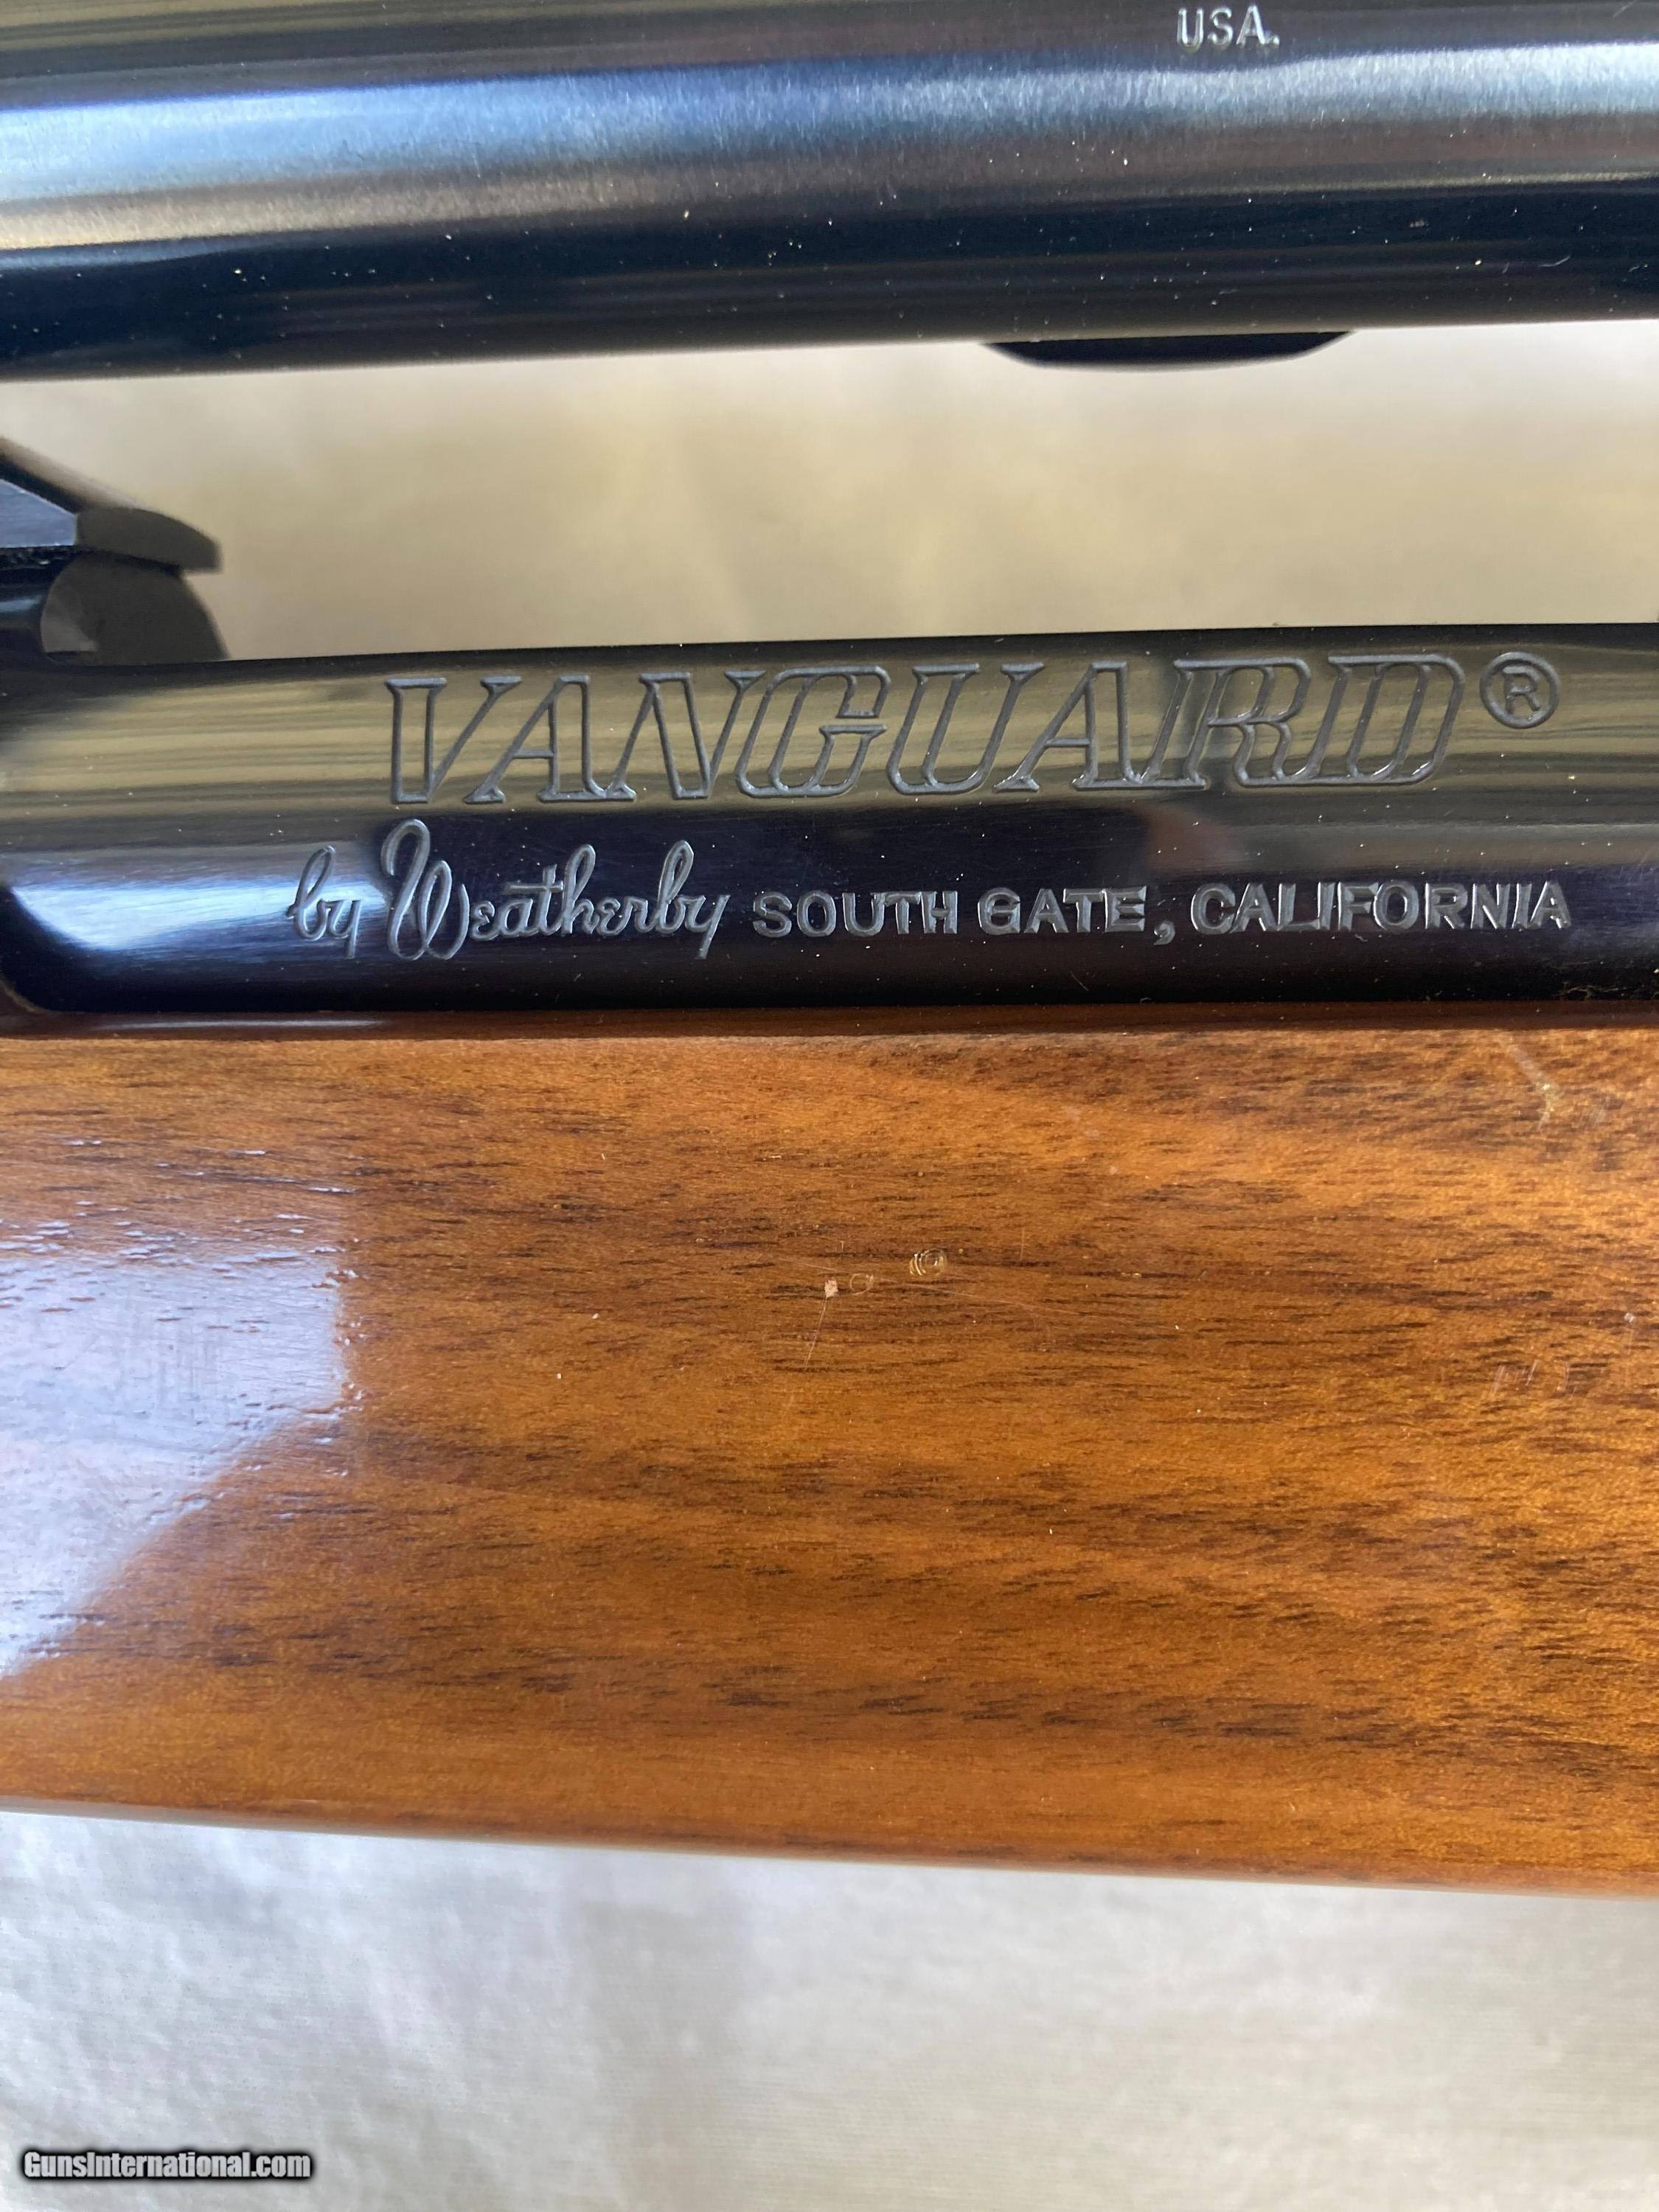 USA.
VANGUARD®
by Weatherby SOUTH GATE, CALIFORNIA
GunsInternational.com